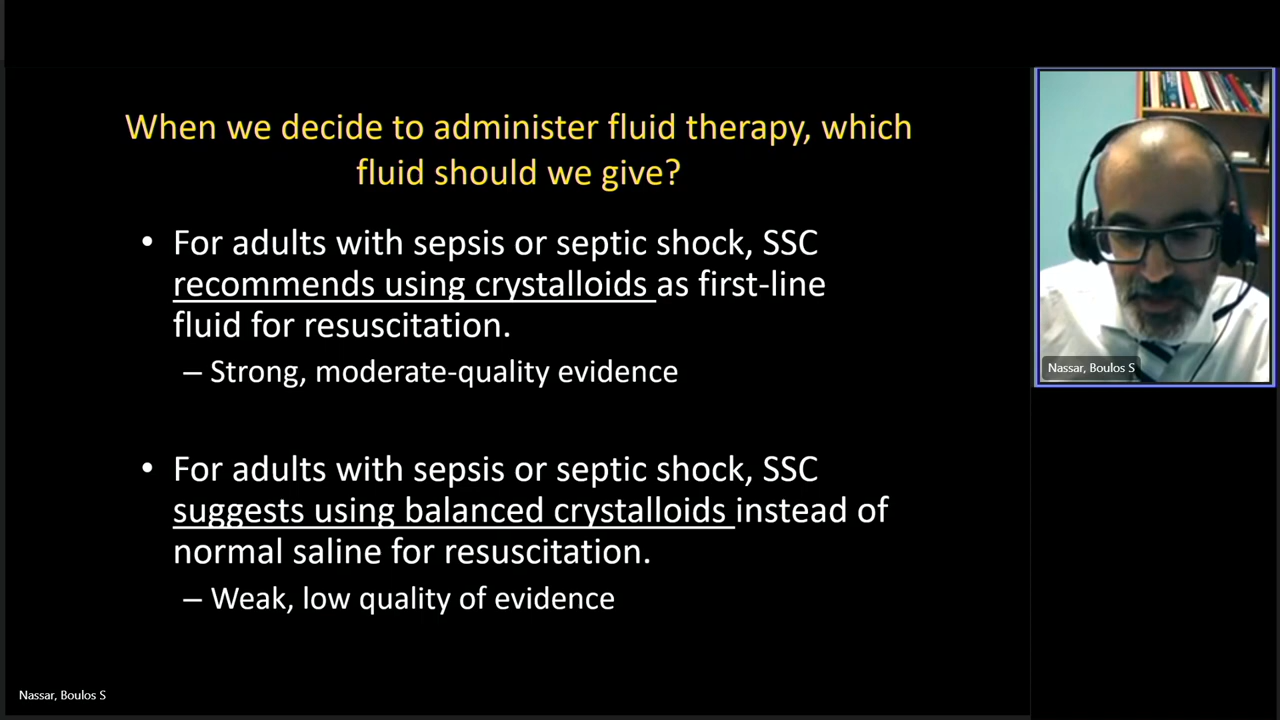 When we decide to administer fluid therapy, which
fluid should we give?
• For adults with sepsis or septic shock, SSC
recommends using crystalloids as first-line
fluid for resuscitation.
– Strong, moderate-quality evidence
• For adults with sepsis or septic shock, SSC
suggests using balanced crystalloids instead of
normal saline for resuscitation.
– Weak, low quality of evidence
Nassar, Boulos S
Nassar, Boulos S